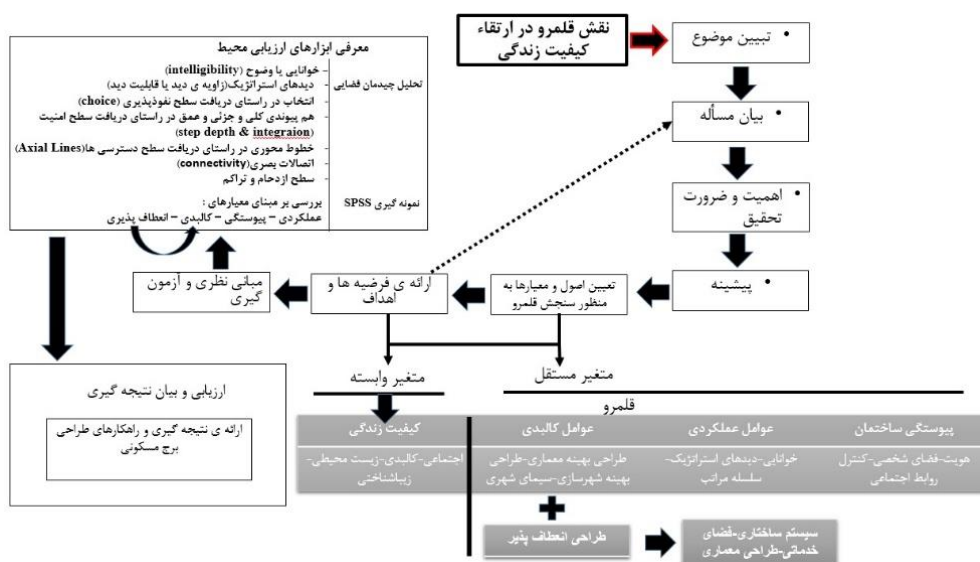 نقش قلمرو در ارتقاء
کیفیت زندگی
• تبیین موضوع
• بیان مسأله
• اهمیت و ضرورت
تحقیق
• پیشینه
تعیین اصول و معیارها به
منظور سنجش قلمرو
ارائه ی فرضیه ها و
اهداف
مبانی نظری و آزمون
گیری
معرفی ابزارهای ارزیابی محیط
تحلیل چیدمان فضایی
- خوانایی یا وضوح (intelligibility)
- دیدهای استراتژیک(زاویه ی دید یا قابلیت دید)
- انتخاب در راستای دریافت سطح نفوذپذیری (choice)
- هم پیوندی کلی و جزئی و عمق در راستای دریافت سطح امنیت
(step depth & integraion)
- خطوط محوری در راستای دریافت سطح دسترسی ها(Axial Lines)
- اتصالات بصری(connectivity)
- سطح ازدحام و تراکم
نمونه گیری SPSS
بررسی بر مبنای معیارهای :
عملکردی – پیوستگی – کالبدی – انعطاف پذیری
متغیر مستقل
متغیر وابسته
قلمرو
پیوستگی ساختمان
عوامل عملکردی
عوامل کالبدی
کیفیت زندگی
هویت-فضای شخصی-کنترل
روابط اجتماعی
خوانایی-دیدهای استراتژیک-
سلسله مراتب
طراحی بهینه معماری-طراحی
بهینه شهرسازی-سیمای شهری
اجتماعی-کالبدی-زیست محیطی-
زیباشناختی
طراحی انعطاف پذیر
سیستم ساختاری-فضای
خدماتی-طراحی معماری
ارزیابی و بیان نتیجه گیری
ارائه ی نتیجه گیری و راهکارهای طراحی
برج مسکونی